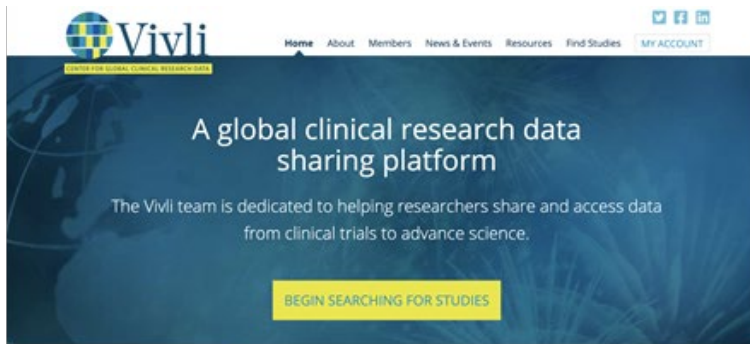 Vivli
CENTER FOR GLOBAL CLINICAL RESEARCH DATA
Home About Members News & Events Resources Find Studies MY ACCOUNT
A global clinical research data
sharing platform
The Vivli team is dedicated to helping researchers share and access data
from clinical trials to advance science.
BEGIN SEARCHING FOR STUDIES